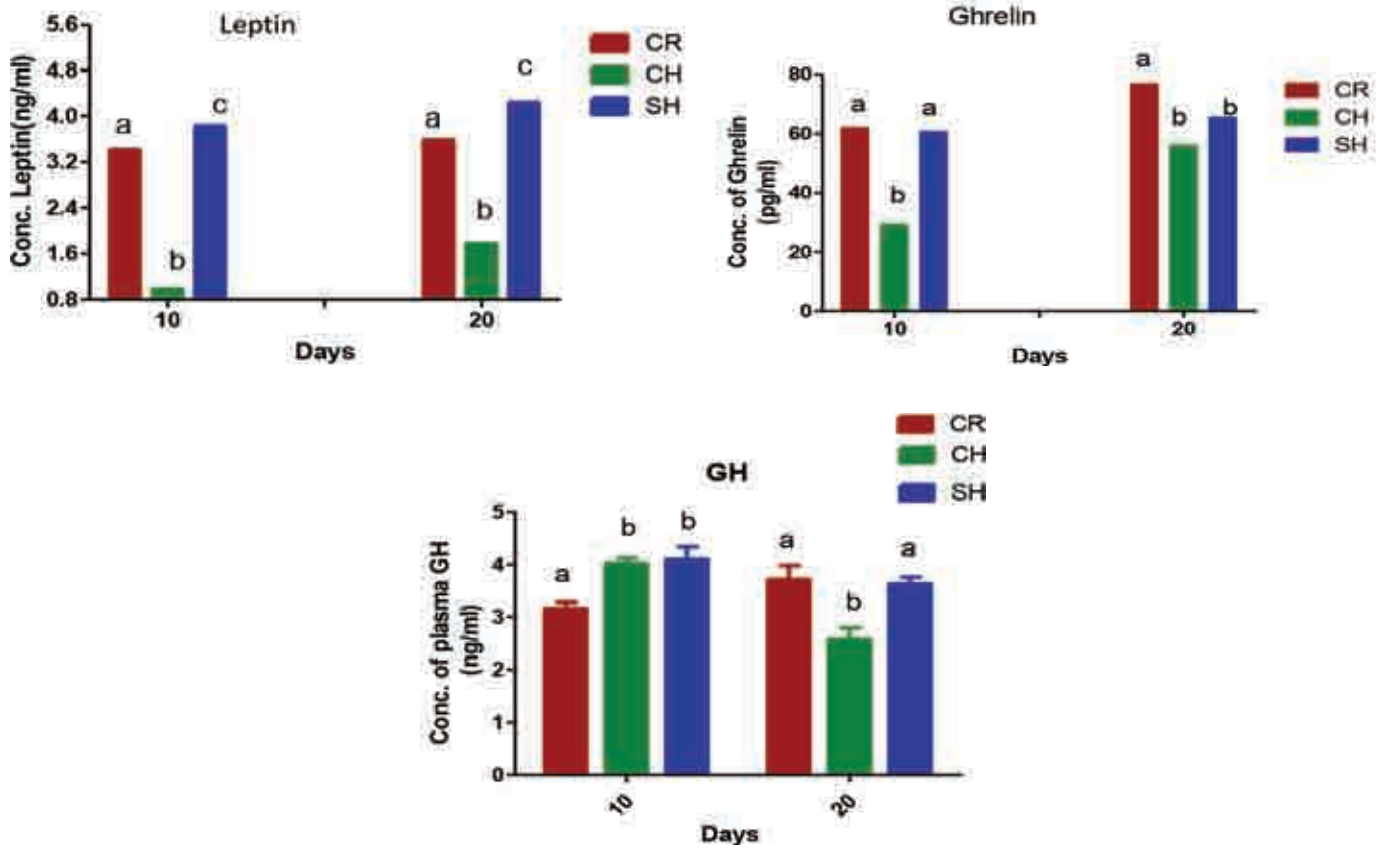 Leptin
Conc. Leptin(ng/ml)
5.6
4.8
4.0
3.2
2.4
1.6
0.8
a
b
c
a
b
c
10
20
Days
CR
CH
SH
Ghrelin
Conc. of Ghrelin
(pg/ml)
80
60
40
20
0
a
b
a
a
b
b
10
20
Days
CR
CH
SH
GH
Conc. of plasma GH
(ng/ml)
5
4
3
2
1
0
a
b
b
a
b
a
10
20
Days
CR
CH
SH